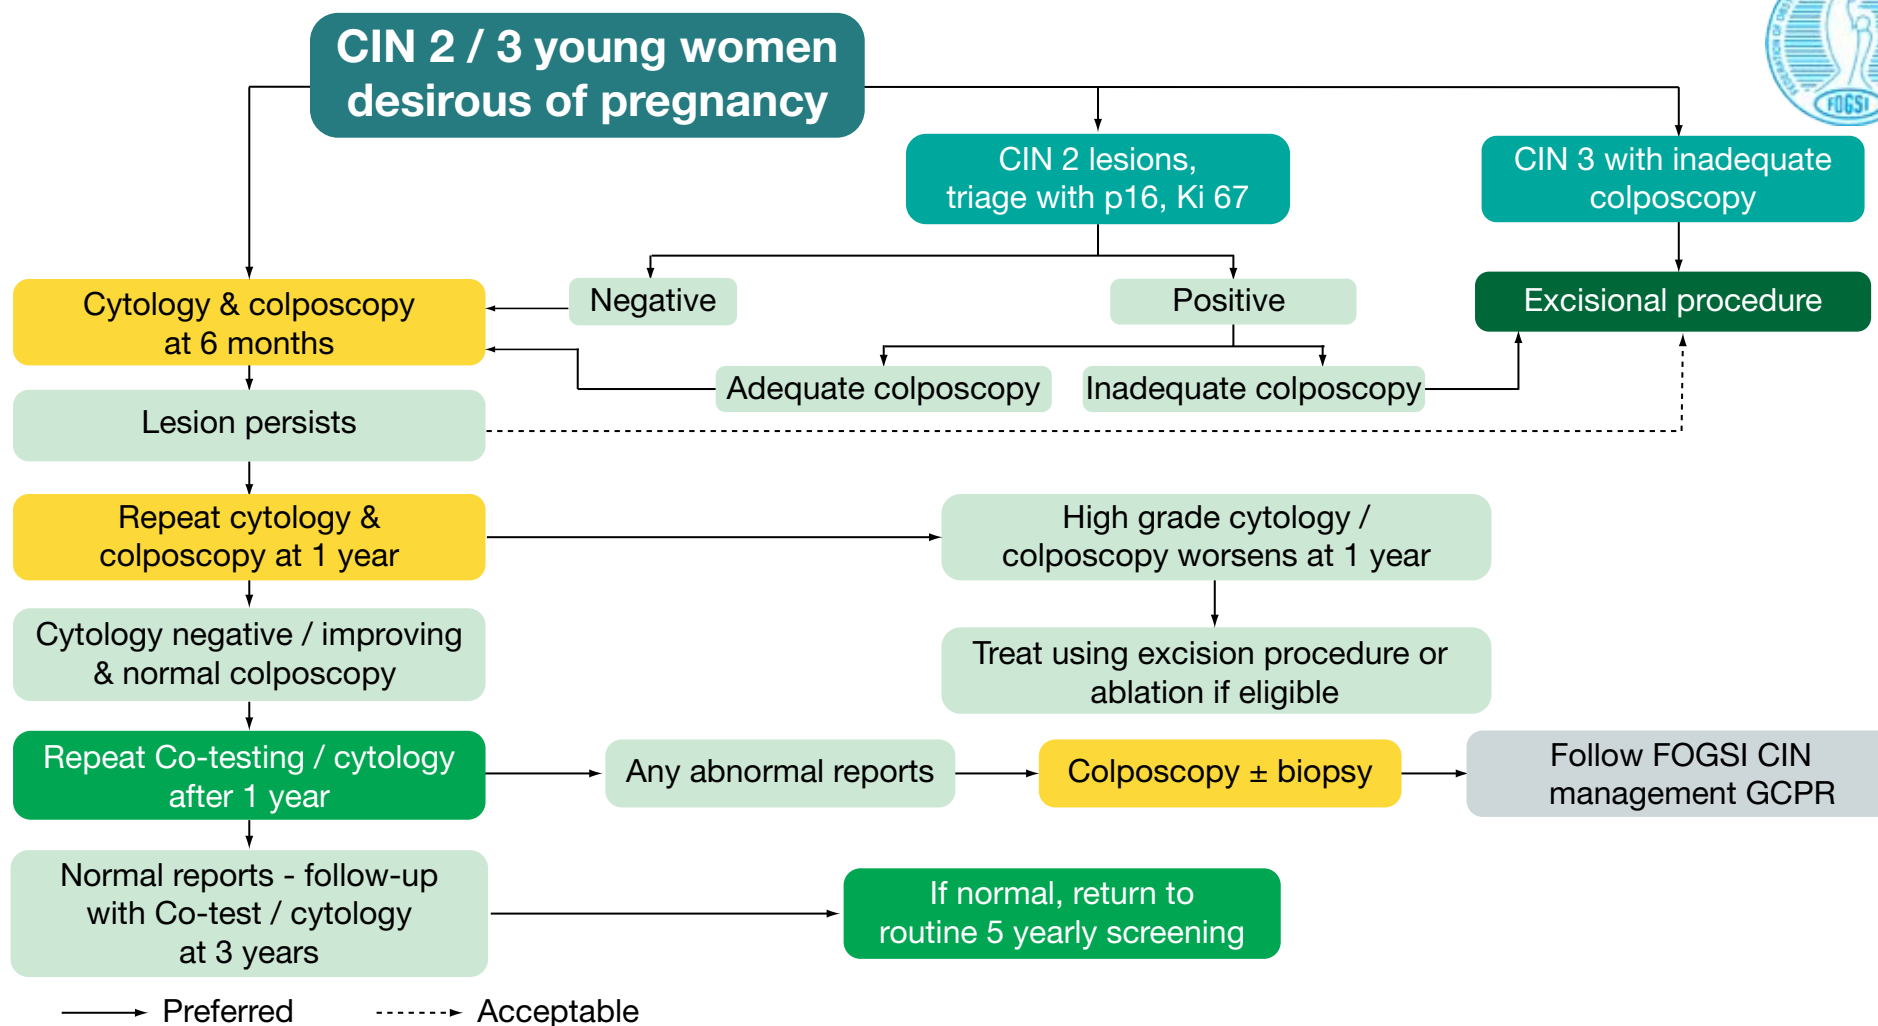 CIN 2 / 3 young women
desirous of pregnancy
FOGSI
CIN 2 lesions,
triage with p16, Ki 67
CIN 3 with inadequate
colposcopy
Cytology & colposcopy
at 6 months
Negative
Positive
Excisional procedure
Adequate colposcopy
Inadequate colposcopy
Lesion persists
Repeat cytology &
colposcopy at 1 year
High grade cytology /
colposcopy worsens at 1 year
Cytology negative / improving
& normal colposcopy
Treat using excision procedure or
ablation if eligible
Repeat Co-testing / cytology
after 1 year
Any abnormal reports
Colposcopy ± biopsy
Follow FOGSI CIN
management GCPR
Normal reports - follow-up
with Co-test / cytology
at 3 years
If normal, return to
routine 5 yearly screening
Preferred
Acceptable